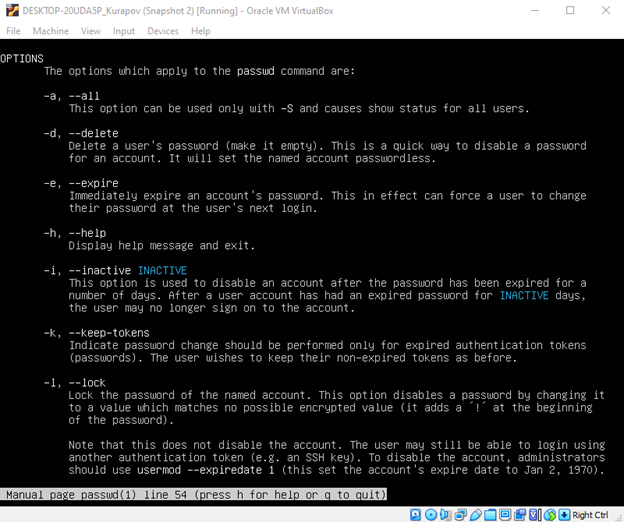 DESKTOP-20UDA5P_Kurapov (Snapshot 2) [Running] - Oracle VM VirtualBox
File Machine View Input Devices Help
OPTIONS
The options which apply to the passwd command are:
-a, --all
This option can be used only with -S and causes show status for all users.
-d, --delete
Delete a user's password (make it empty). This is a quick way to disable a password
for an account. It will set the named account passwordless.
-e, --expire
Immediately expire an account's password. This in effect can force a user to change
their password at the user's next login.
-h, --help
Display help message and exit.
-i, --inactive INACTIVE
This option is used to disable an account after the password has been expired for a
number of days. After a user account has had an expired password for INACTIVE days,
the user may no longer sign on to the account.
-k, --keep-tokens
Indicate password change should be performed only for expired authentication tokens
(passwords). The user wishes to keep their non-expired tokens as before.
-l, --lock
Lock the password of the named account. This option disables a password by changing it
to a value which matches no possible encrypted value (it adds a ´!´ at the beginning
of the password).
Note that this does not disable the account. The user may still be able to login using
another authentication token (e.g. an SSH key). To disable the account, administrators
should use usermod --expiredate 1 (this set the account's expire date to Jan 2, 1970).
Manual page passwd(1) line 54 (press h for help or q to quit)
Right Ctrl